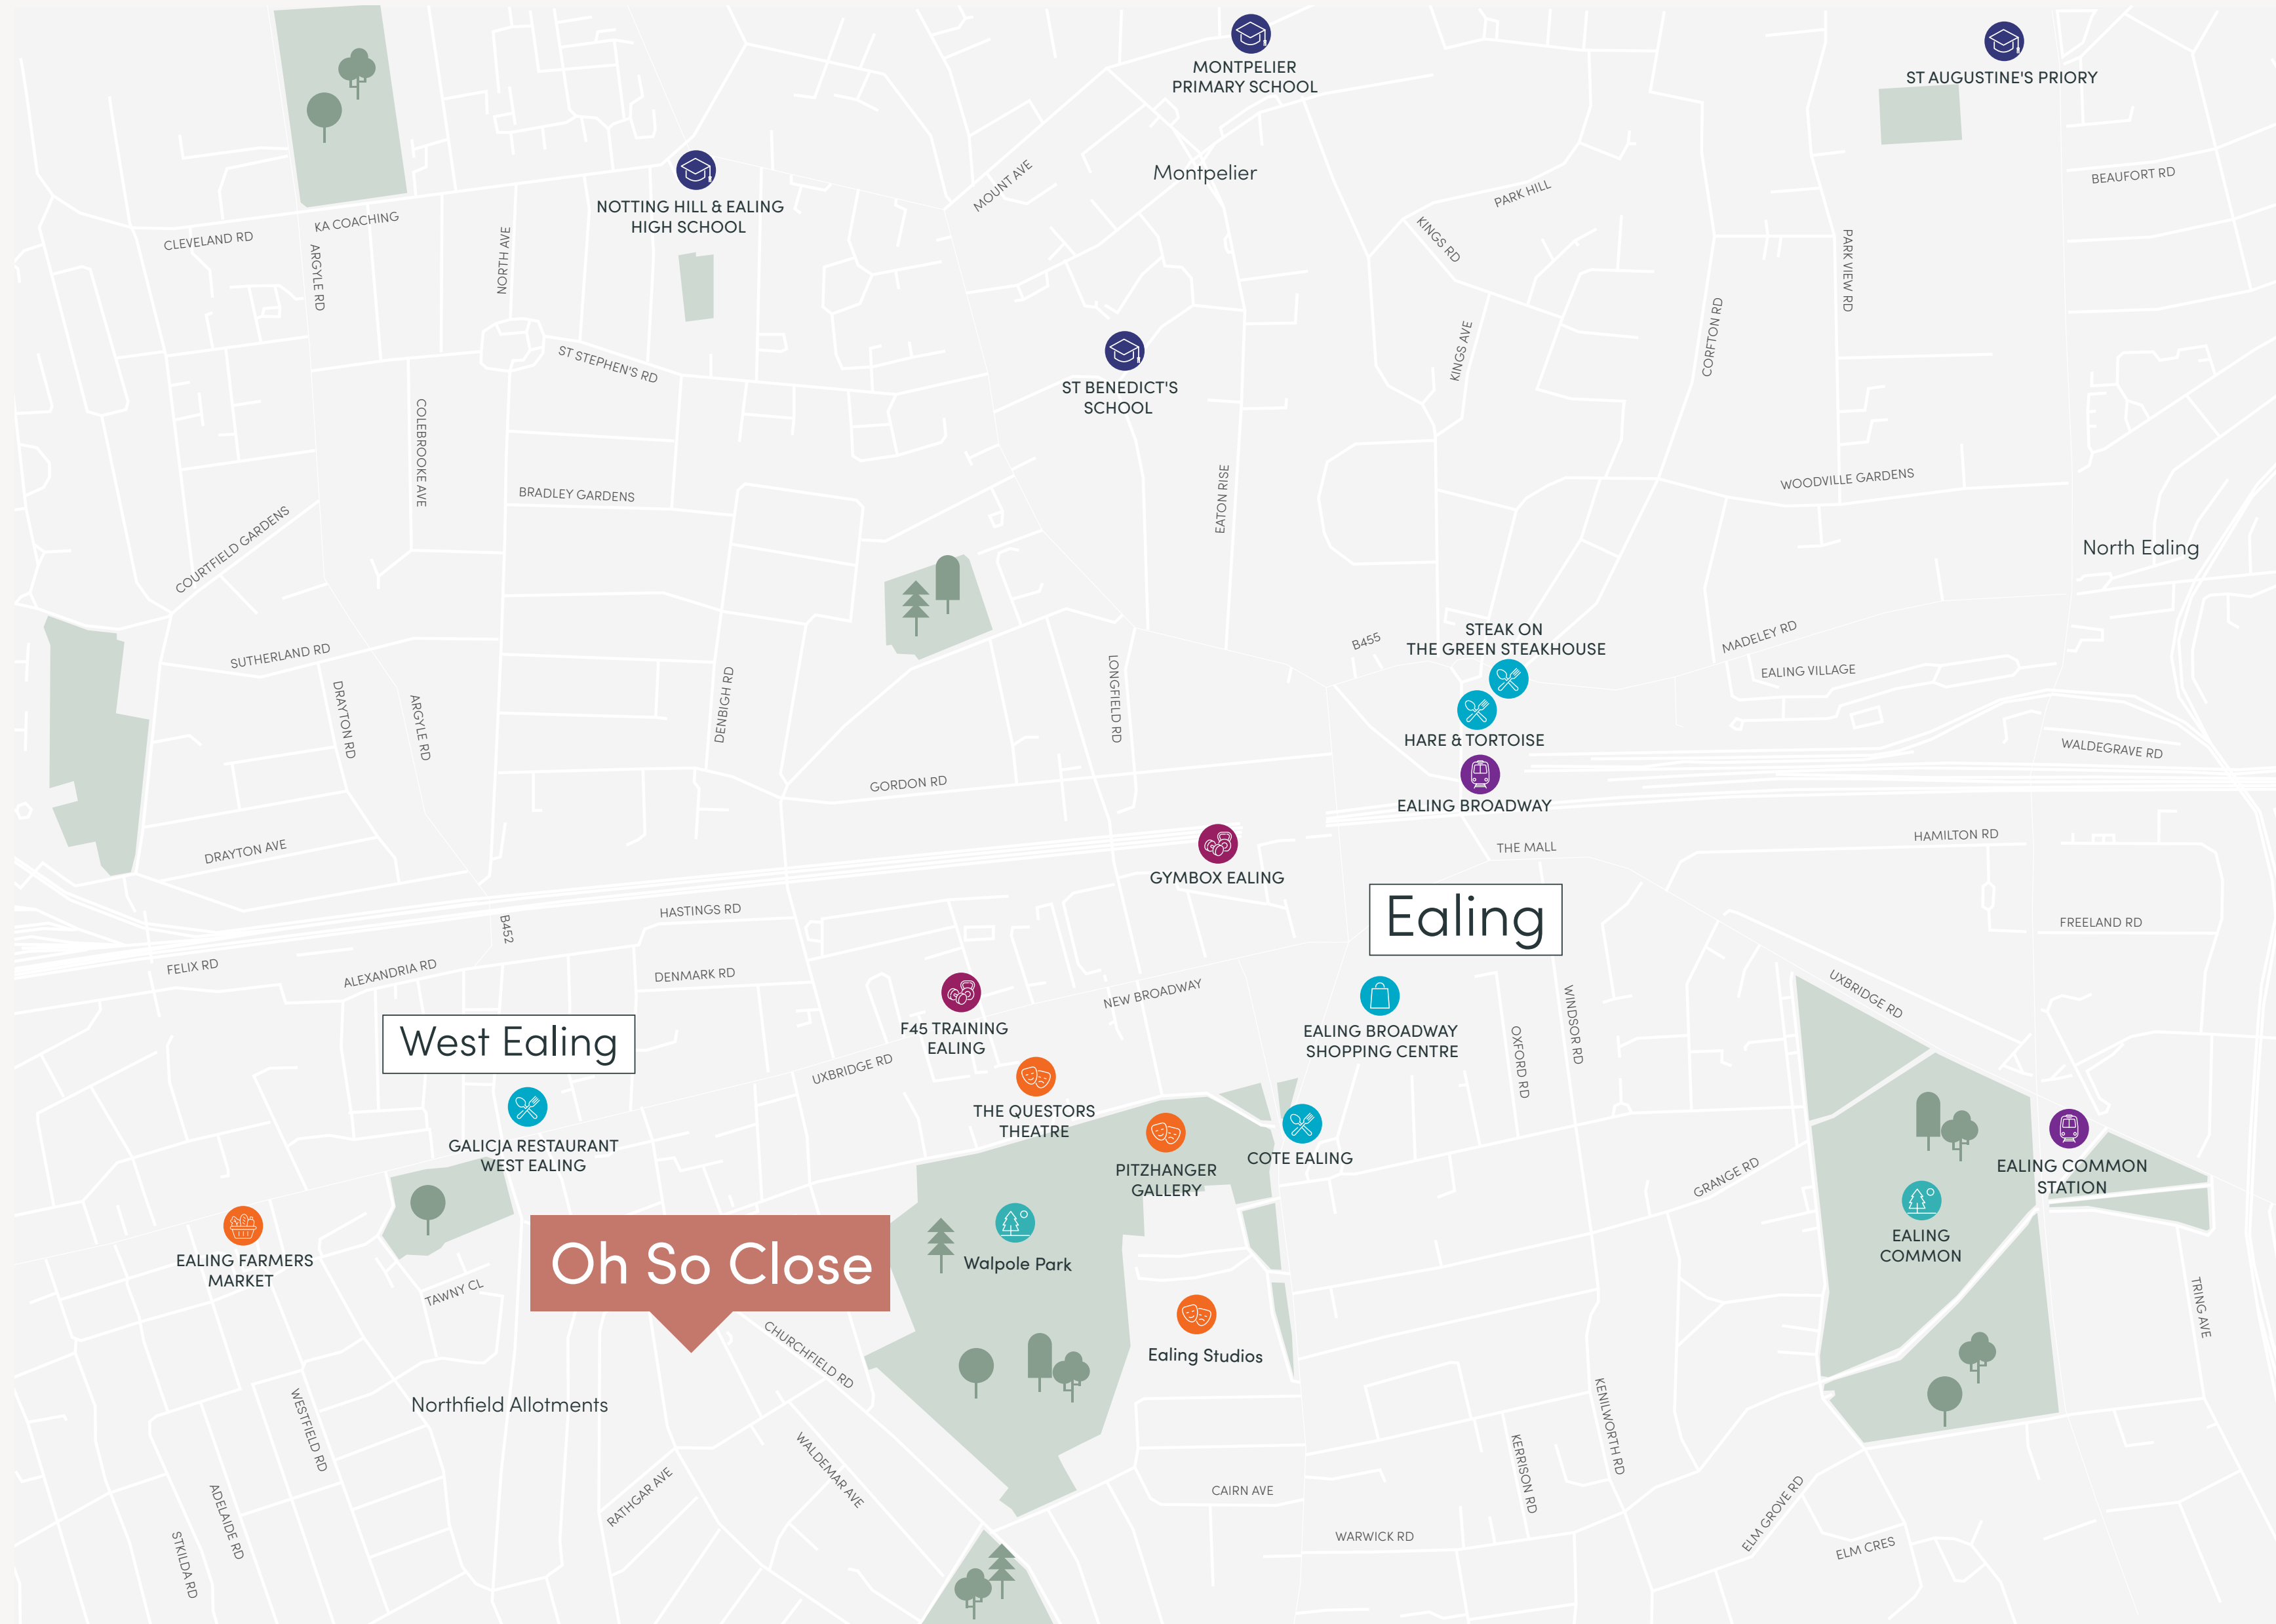 MONTPELIER
PRIMARY SCHOOL
ST AUGUSTINE'S PRIORY
Montpelier
NOTTING HILL & EALING
HIGH SCHOOL
MOUNT AVE
PARK HILL
BEAUFORT RD
CLEVELAND RD
KA COACHING
ARGYLE RD
NORTH AVE
KINGS RD
PARK VIEW RD
ST STEPHEN'S RD
ST BENEDICT'S
SCHOOL
KINGS AVE
CORFTON RD
COLEBROOKE AVE
BRADLEY GARDENS
EATON RISE
WOODVILLE GARDENS
COURTFIELD GARDENS
North Ealing
SUTHERLAND RD
DRAYTON RD
ARGYLE RD
DENBIGH RD
LONGFIELD RD
B455
STEAK ON
THE GREEN STEAKHOUSE
MADELEY RD
EALING VILLAGE
HARE & TORTOISE
WALDEGRAVE RD
GORDON RD
EALING BROADWAY
DRAYTON AVE
GYMBOX EALING
THE MALL
HAMILTON RD
Ealing
HASTINGS RD
B452
FREELAND RD
FELIX RD
ALEXANDRIA RD
DENMARK RD
NEW BROADWAY
UXBRIDGE RD
WINDSOR RD
OXFORD RD
F45 TRAINING
EALING
EALING BROADWAY
SHOPPING CENTRE
West Ealing
UXBRIDGE RD
THE QUESTORS
THEATRE
GALICJA RESTAURANT
WEST EALING
PITZHANGER
GALLERY
COTE EALING
GRANGE RD
EALING COMMON
STATION
EALING FARMERS
MARKET
Oh So Close
Walpole Park
EALING
COMMON
TAWNY CL
TRING AVE
CHURCHFIELD RD
Ealing Studios
Northfield Allotments
WESTFIELD RD
KENILWORTH RD
WALDEMAR AVE
KERRISON RD
RATHGAR AVE
CAIRN AVE
ADELAIDE RD
STKILDA RD
WARWICK RD
ELM GROVE RD
ELM CRES